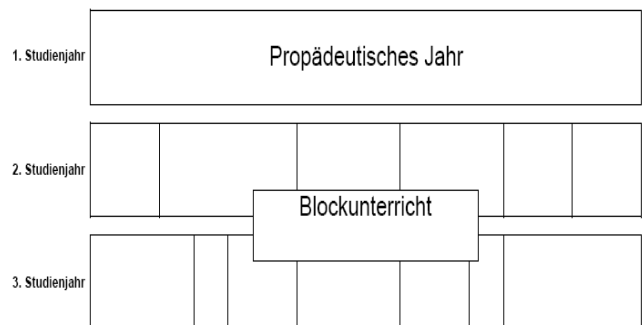 1. Studienjahr
Propädeutisches Jahr
2. Studienjahr
Blockunterricht
3. Studienjahr